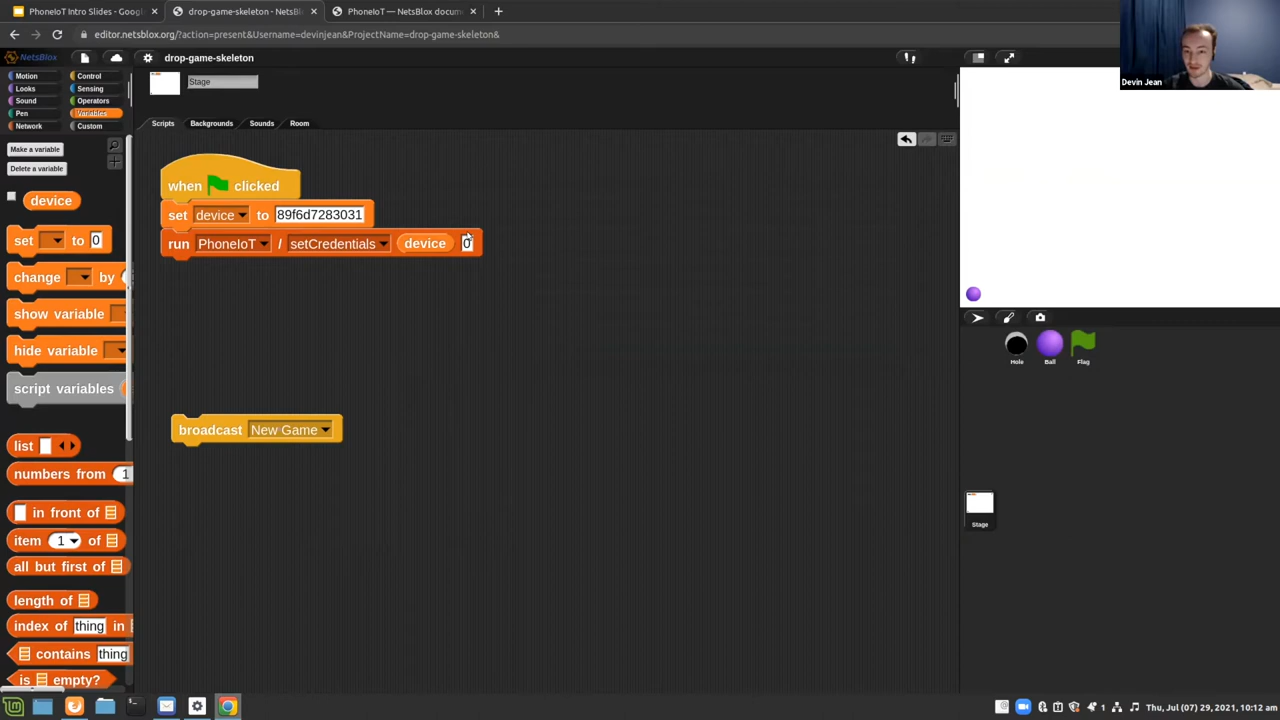 PhoneIoT Intro Slides - Googl
drop-game-skeleton - NetsBl
PhoneIoT — NetsBlox docum
editor.netsblox.org/?action=present&Username=devinjean&ProjectName=drop-game-skeleton&
NetsBlox
drop-game-skeleton
Devin Jean
Motion
Control
Looks
Sensing
Sound
Operators
Pen
Variables
Network
Custom
Stage
Scripts
Backgrounds
Sounds
Room
Make a variable
Delete a variable
device
set to 0
change by
show variable
hide variable
script variables
list
numbers from 1
in front of
item 1 of
all but first of
length of
index of thing in
contains thing
is empty?
when clicked
set device to 89f6d7283031
run PhoneIoT / setCredentials device 0
broadcast New Game
Hole
Ball
Flag
Stage
1
Thu, Jul (07) 29, 2021, 10:12 am